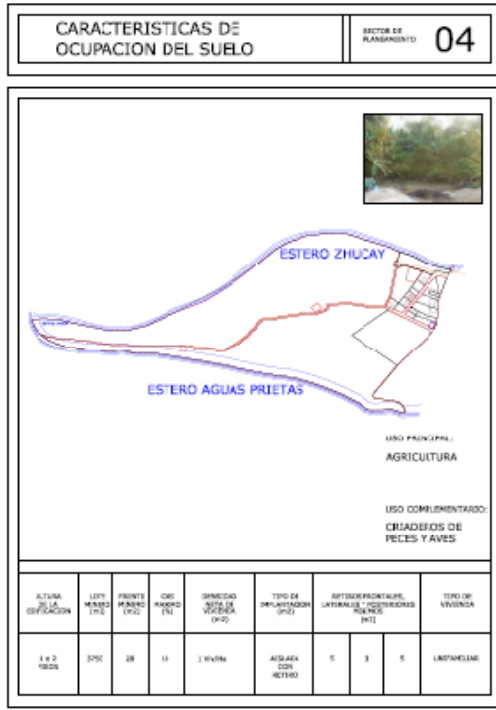 CARACTERISTICAS DE
OCUPACION DEL SUELO
SECTOR DE
PLANEAMIENTO
04
ESTERO ZHUCAY
ESTERO AGUAS PRIETAS
USO PRINCIPAL:
AGRICULTURA
USO COMPLEMENTARIO:
CRIADEROS DE
PECES Y AVES
ALTURA
DE LA
EDIFICACION
LOTE
MINIMO
(m2)
FRENTE
MINIMO
(m2)
COS
MAXIMO
(%)
DENSIDAD
NETA DE
VIVIENDA
(m2)
TIPO DE
IMPLANTACION
(m2)
RETIROS FRONTALES,
LATERALES Y POSTERIORES
MINIMOS
(m2)
TIPO DE
VIVIENDA
1 o 2
PISOS
28
AISLADA
CON
RETIRO
5
3
5
UNIFAMILIAR